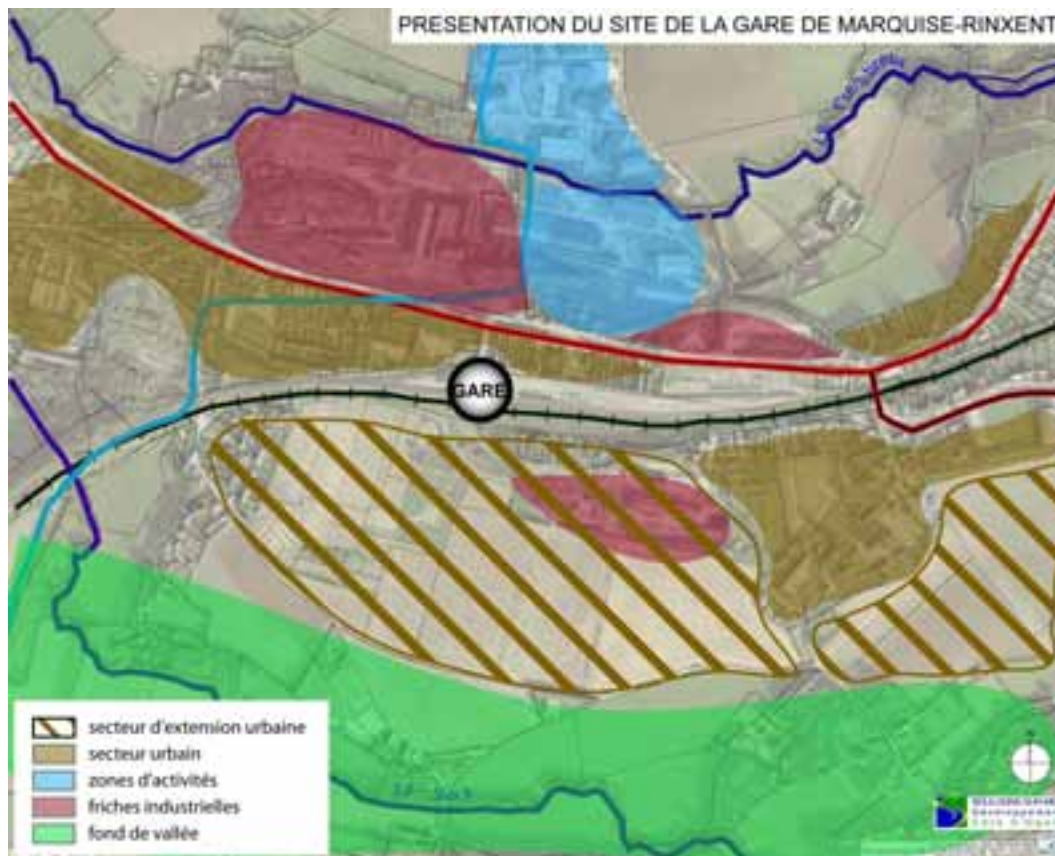 PRESENTATION DU SITE DE LA GARE DE MARQUISE-RINXENT
GARE
secteur d'extension urbaine
secteur urbain
zones d'activités
friches industrielles
fond de vallée